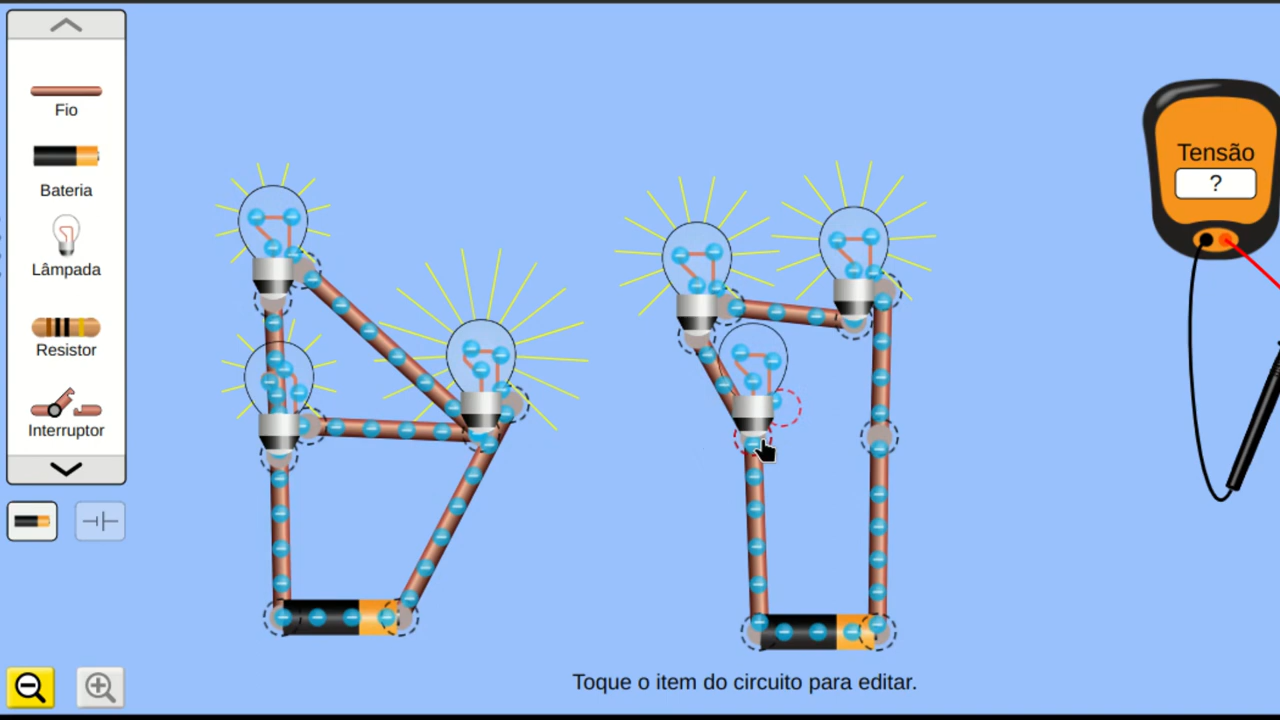 Fio
Bateria
Lâmpada
Resistor
Interruptor
Tensão
?
Toque o item do circuito para editar.